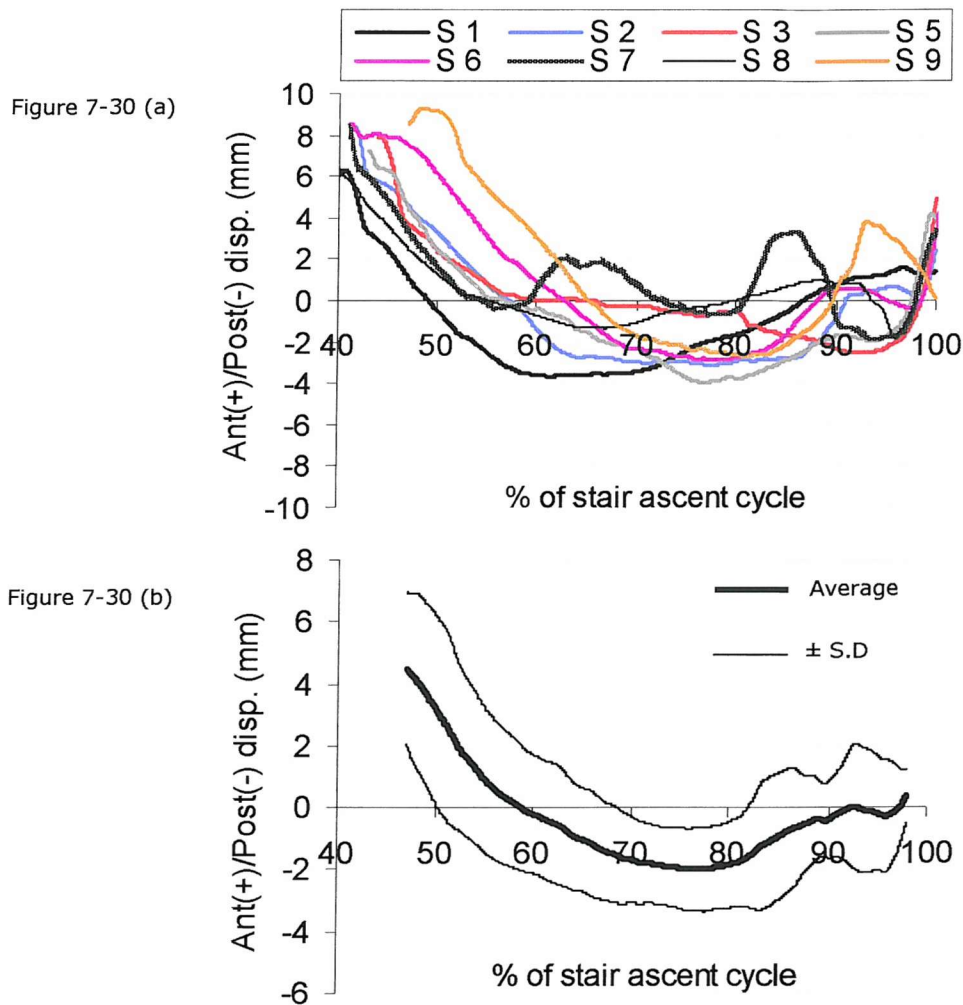 S 1 S 2 S 3 S 5
S 6 S 7 S 8 S 9
Figure 7-30 (a)
Ant(+)/Post(-) disp. (mm)
10
8
6
4
2
0
-2
-4
-6
-8
-10
40 50 60 70 80 90 100
% of stair ascent cycle
Figure 7-30 (b)
Ant(+)/Post(-) disp. (mm)
8
6
4
2
0
-2
-4
-6
Average
± S.D
40 50 60 70 80 90 100
% of stair ascent cycle